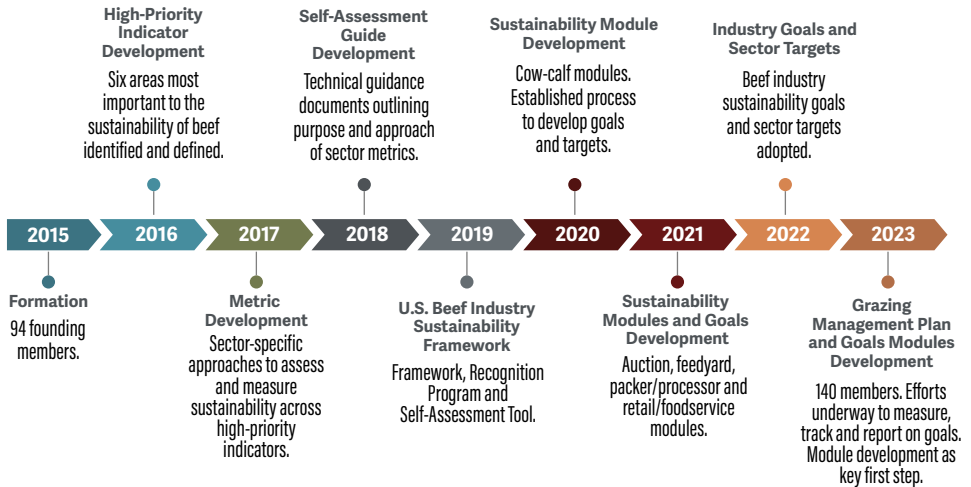 High-Priority
Indicator
Development
Six areas most
important to the
sustainability of beef
identified and defined.
Self-Assessment
Guide
Development
Technical guidance
documents outlining
purpose and approach
of sector metrics.
Sustainability Module
Development
Cow-calf modules.
Established process
to develop goals
and targets.
Industry Goals and
Sector Targets
Beef industry
sustainability goals
and sector targets
adopted.
2015
2016
2017
2018
2019
2020
2021
2022
2023
Formation
94 founding
members.
Metric
Development
Sector-specific
approaches to assess
and measure
sustainability across
high-priority
indicators.
U.S. Beef Industry
Sustainability
Framework
Framework, Recognition
Program and
Self-Assessment Tool.
Sustainability
Modules and Goals
Development
Auction, feedyard,
packer/processor and
retail/foodservice
modules.
Grazing
Management Plan
and Goals Modules
Development
140 members. Efforts
underway to measure,
track and report on goals.
Module development as
key first step.